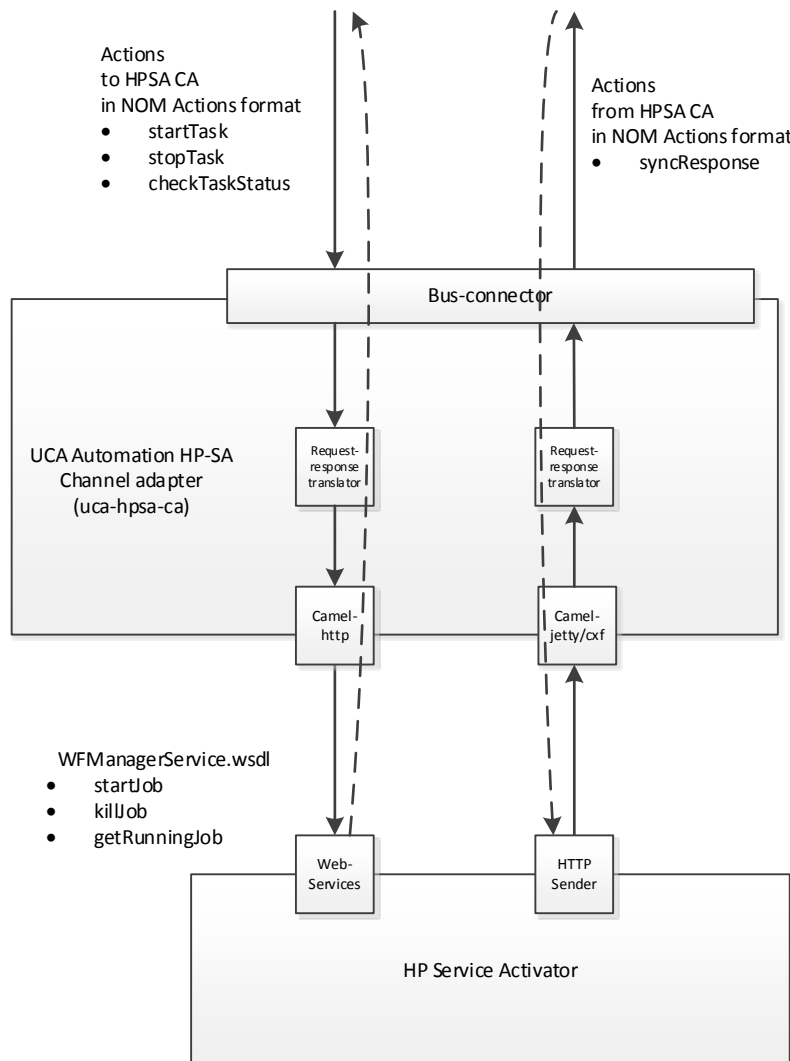 Actions
to HPSA CA
in NOM Actions format
• startTask
• stopTask
• checkTaskStatus
Actions
from HPSA CA
in NOM Actions format
• syncResponse
Bus-connector
UCA Automation HP-SA
Channel adapter
(uca-hpsa-ca)
Request-
response
translator
Request-
response
translator
Camel-
http
Camel-
jetty/cxf
WFManagerService.wsdl
• startJob
• killJob
• getRunningJob
Web-
Services
HTTP
Sender
HP Service Activator